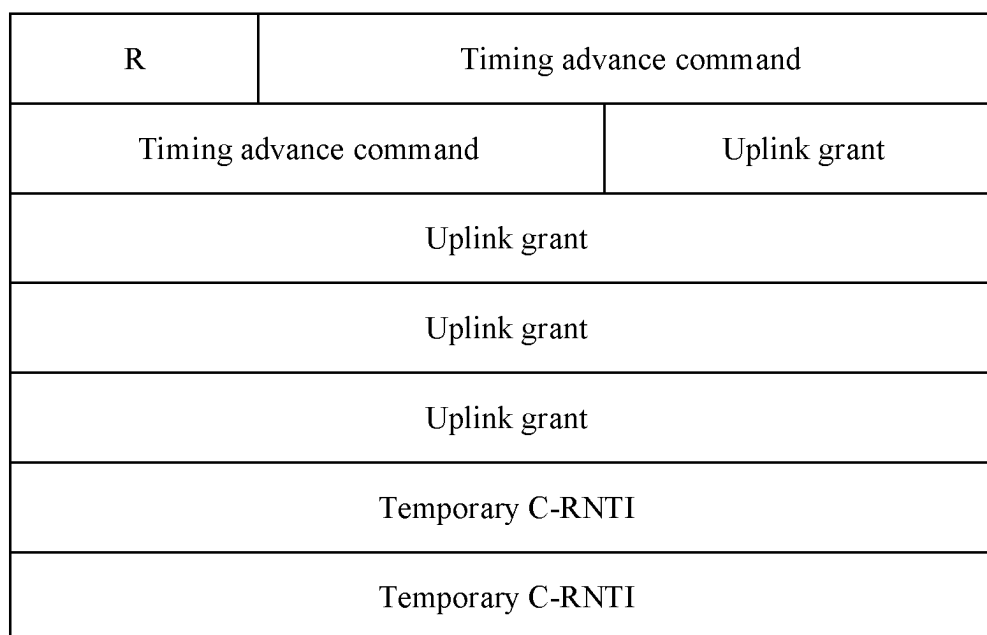 R Timing advance command
Timing advance command Uplink grant
Uplink grant
Uplink grant
Uplink grant
Temporary C-RNTI
Temporary C-RNTI